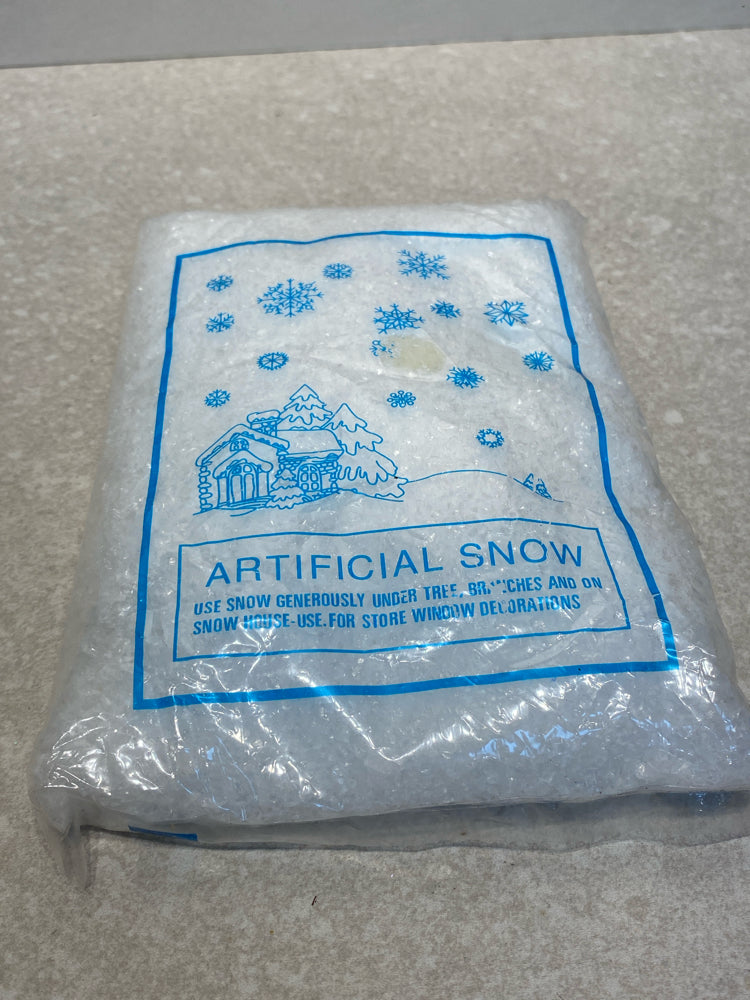 ARTIFICIAL SNOW
USE SNOW GENEROUSLY UNDER TREE, BRANCHES AND ON
SNOW HOUSE-USE.FOR STORE WINDOW DECORATIONS